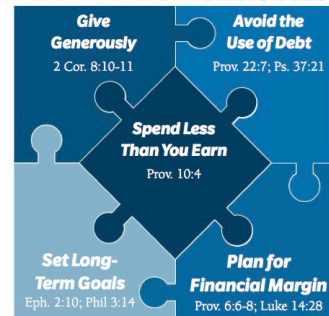 Give
Generously
2 Cor. 8:10-11
Avoid the
Use of Debt
Prov. 22:7; Ps. 37:21
Spend Less
Than You Earn
Prov. 10:4
Set Long-
Term Goals
Eph. 2:10; Phil 3:14
Plan for
Financial Margin
Prov. 6:6-8; Luke 14:28